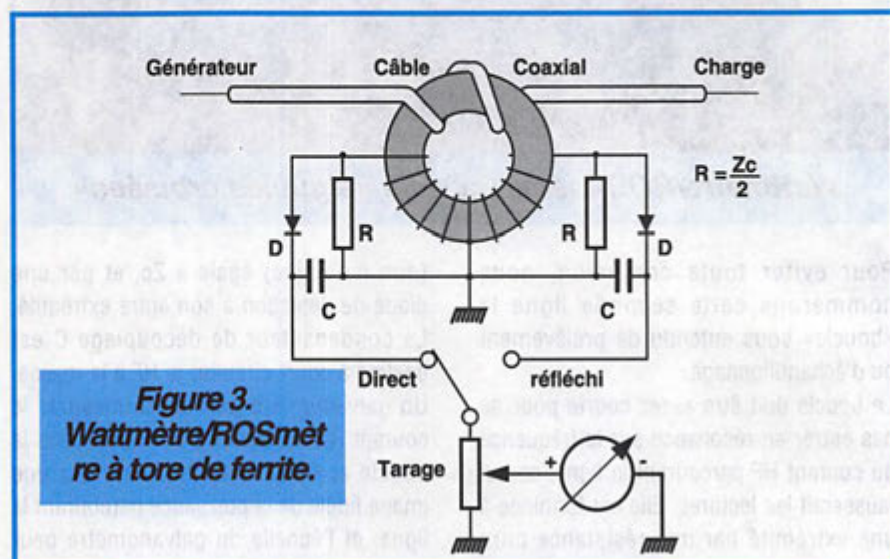 Générateur
Câble
Coaxial
Charge
R = Zc
2
D
R
R
D
C
C
Direct
réfléchi
Tarage
+
-
Figure 3.
Wattmètre/ROSmèt
re à tore de ferrite.